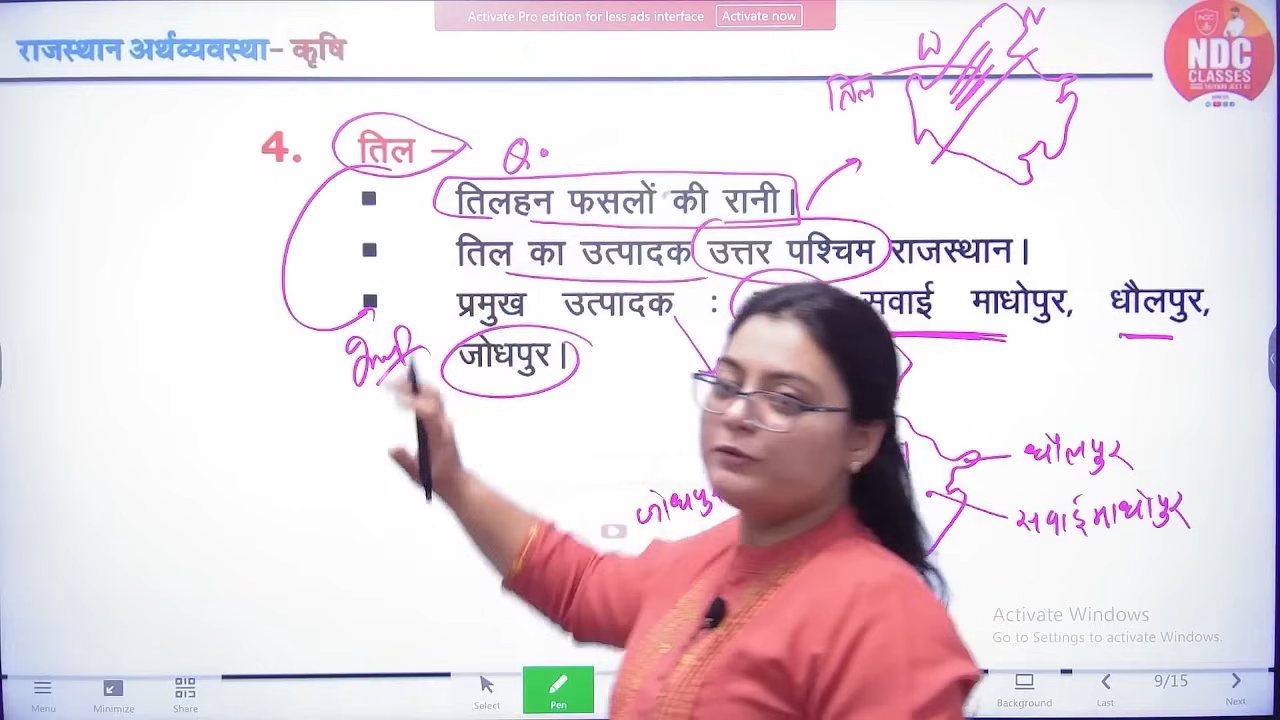 Activate Pro edition for less ads interface Activate now
राजस्थान अर्थव्यवस्था- कृषि
NDC
CLASSES
W N
तिल
4. तिल –
Q.
तिलहन फसलों की रानी।
तिल का उत्पादक उत्तर पश्चिम राजस्थान।
प्रमुख उत्पादक : सवाई माधोपुर, धौलपुर,
जोधपुर।
धौलपुर
जोधपुर
सवाईमाधोपुर
Activate Windows
Go to Settings to activate Windows.
Menu Minimize Share Select Pen Background Last 9/15 Next